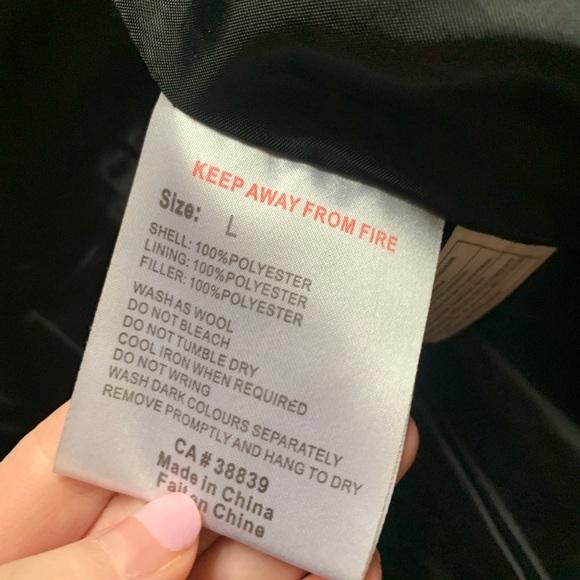 KEEP AWAY FROM FIRE
Size: L
SHELL: 100%POLYESTER
LINING: 100%POLYESTER
FILLER: 100%POLYESTER
WASH AS WOOL
DO NOT BLEACH
DO NOT TUMBLE DRY
COOL IRON WHEN REQUIRED
DO NOT WRING
WASH DARK COLOURS SEPARATELY
REMOVE PROMPTLY AND HANG TO DRY
CA#38839
Made in China
Fait en Chine